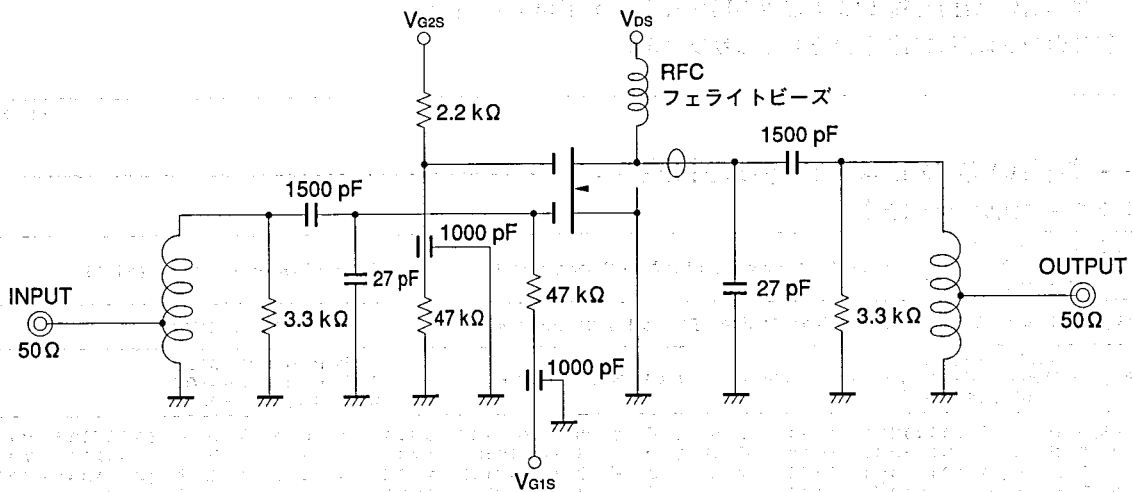 VG2S
VDS
RFC
フェライトビーズ
2.2 kΩ
1500 pF
1500 pF
1000 pF
27 pF
47 kΩ
INPUT
50Ω
3.3 kΩ
47 kΩ
27 pF
3.3 kΩ
OUTPUT
50Ω
1000 pF
VG1S